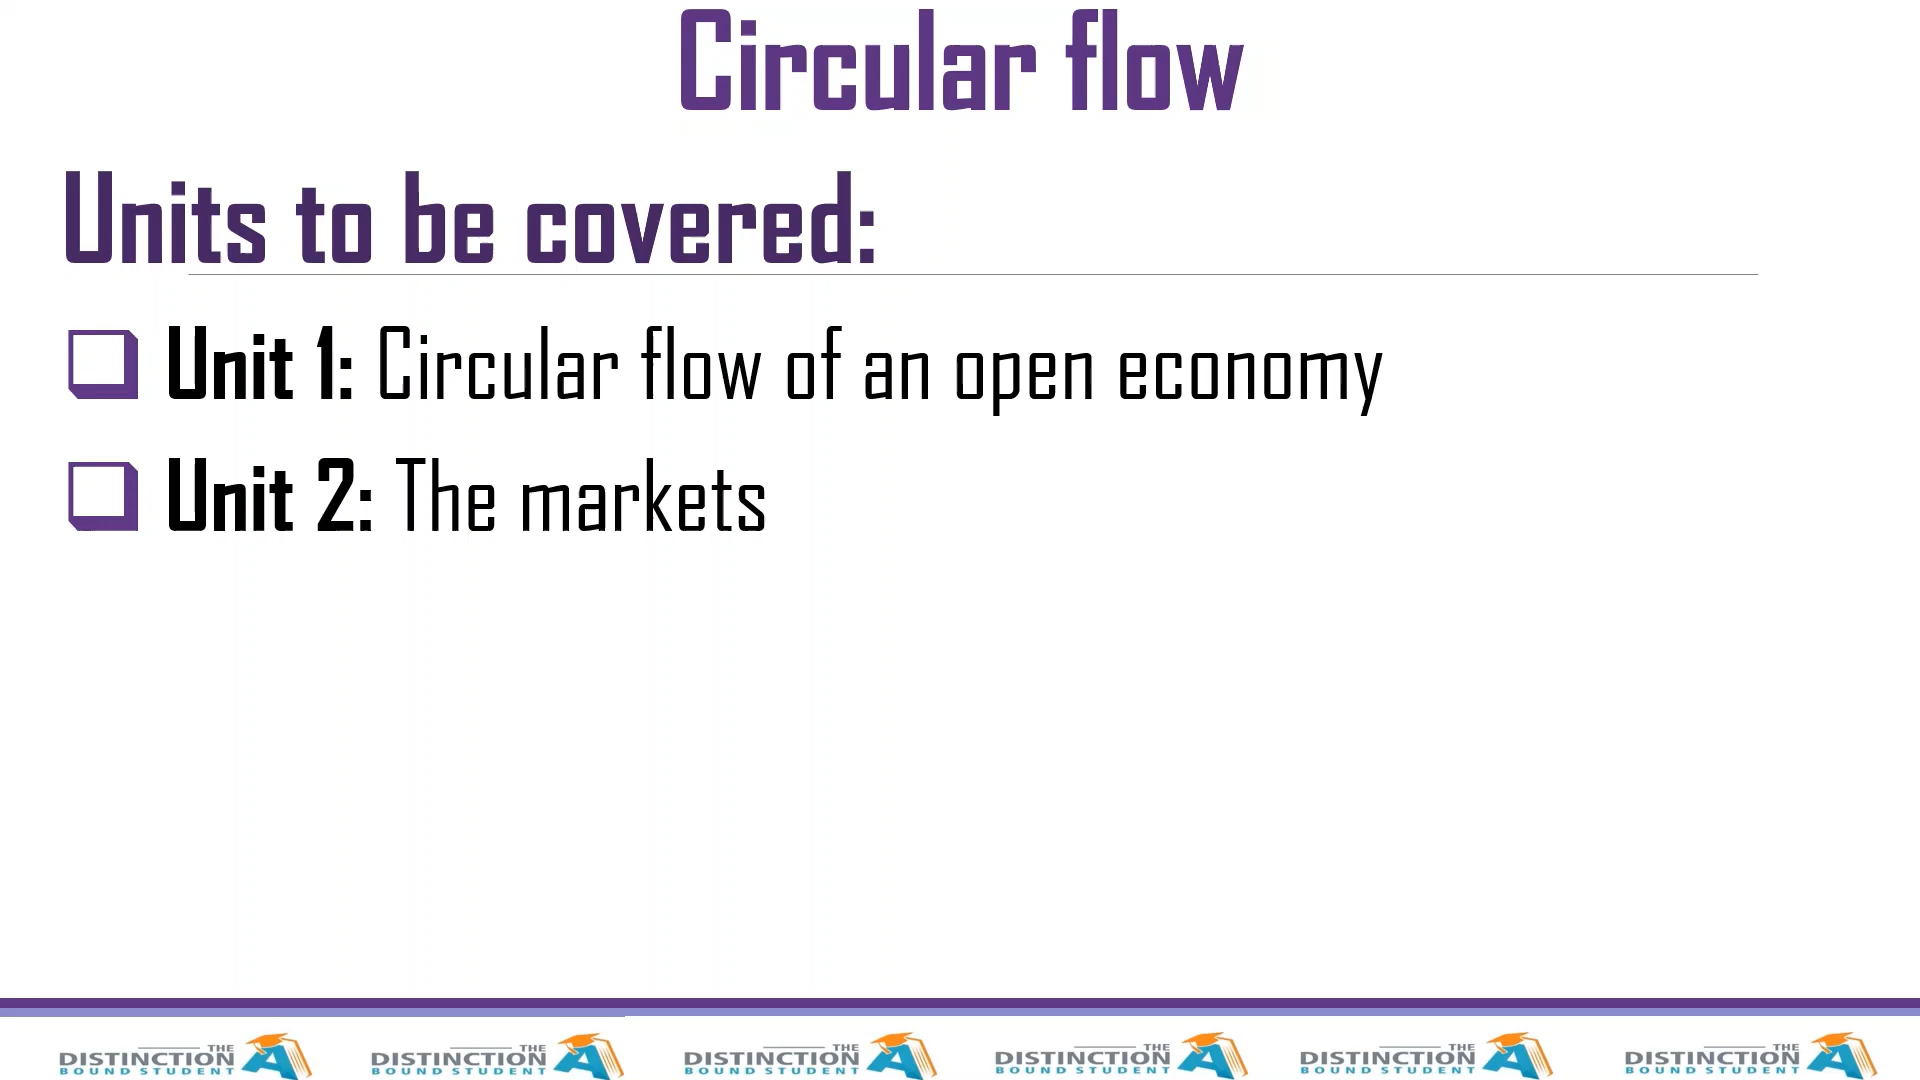 Circular flow
Units to be covered:
Unit 1: Circular flow of an open economy
Unit 2: The markets
THE DISTINCTION BOUND STUDENT A
THE DISTINCTION BOUND STUDENT A
THE DISTINCTION BOUND STUDENT A
THE DISTINCTION BOUND STUDENT A
THE DISTINCTION BOUND STUDENT A
THE DISTINCTION BOUND STUDENT A